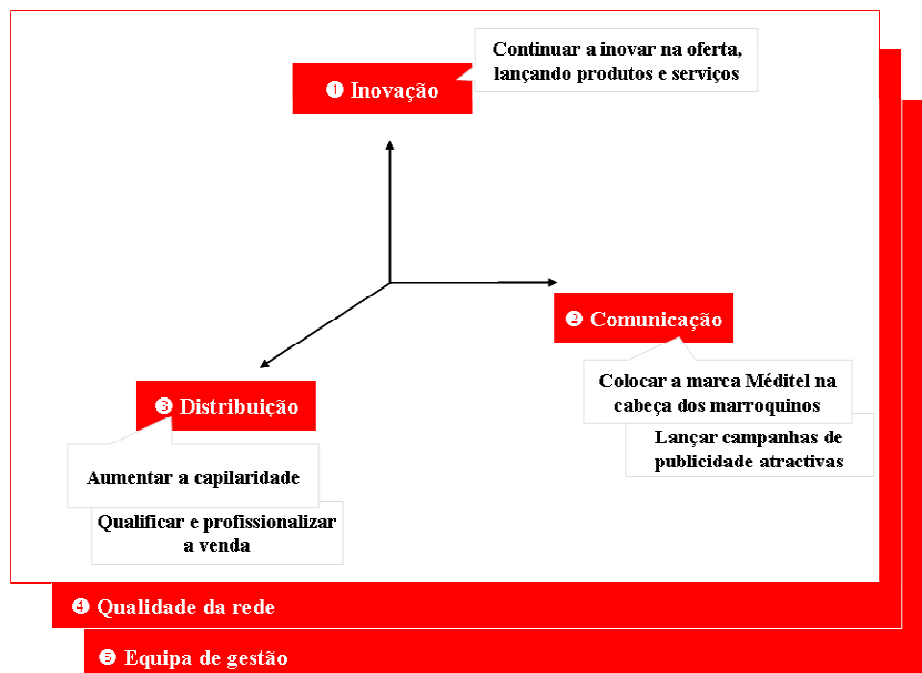 Continuar a inovar na oferta,
lançando produtos e serviços
❶ Inovação
❷ Comunicação
Colocar a marca Méditel na
cabeça dos marroquinos
Lançar campanhas de
publicidade atractivas
❸ Distribuição
Aumentar a capilaridade
Qualificar e profissionalizar
a venda
❹ Qualidade da rede
❺ Equipa de gestão